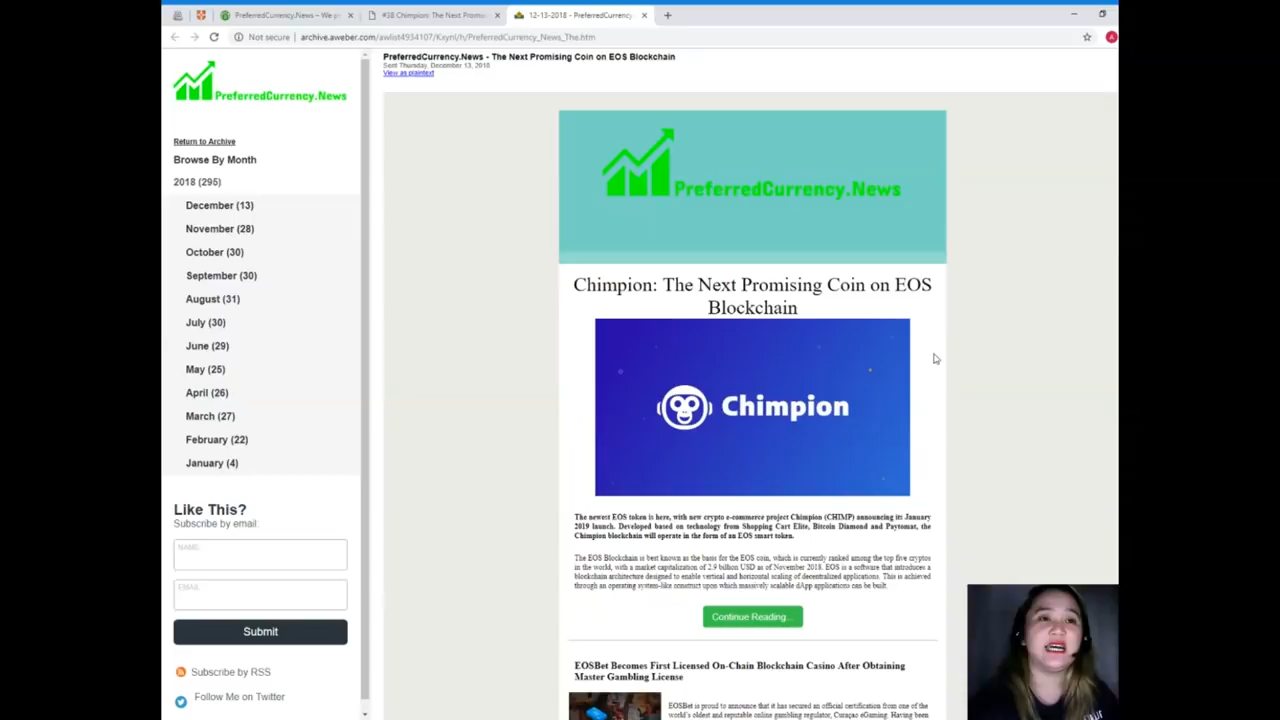 PreferredCurrency.News – We pr
#38 Chimpion: The Next Promis
12-13-2018 - PreferredCurrency
Not secure | archive.aweber.com/awlist4934107/Kxynl/h/PreferredCurrency_News_The.htm
PreferredCurrency.News
Return to Archive
Browse By Month
2018 (295)
December (13)
November (28)
October (30)
September (30)
August (31)
July (30)
June (29)
May (25)
April (26)
March (27)
February (22)
January (4)
Like This?
Subscribe by email:
NAME
EMAIL
Submit
Subscribe by RSS
Follow Me on Twitter
PreferredCurrency.News - The Next Promising Coin on EOS Blockchain
Sent Thursday, December 13, 2018
View as plaintext
PreferredCurrency.News
Chimpion: The Next Promising Coin on EOS
Blockchain
Chimpion
The newest EOS token is here, with new crypto e-commerce project Chimpion (CHIMP) announcing its January
2019 launch. Developed based on technology from Shopping Cart Elite, Bitcoin Diamond and Paytomat, the
Chimpion blockchain will operate in the form of an EOS smart token.
The EOS Blockchain is best known as the basis for the EOS coin, which is currently ranked among the top five cryptos
in the world, with a market capitalization of 2.9 billion USD as of November 2018. EOS is a software that introduces a
blockchain architecture designed to enable vertical and horizontal scaling of decentralized applications. This is achieved
through an operating system-like construct upon which massively scalable dApp applications can be built.
Continue Reading...
EOSBet Becomes First Licensed On-Chain Blockchain Casino After Obtaining
Master Gambling License
EOSBet is proud to announce that it has secured an official certification from one of the
world's oldest and reputable online gambling regulator, Curaçao eGaming. Having been